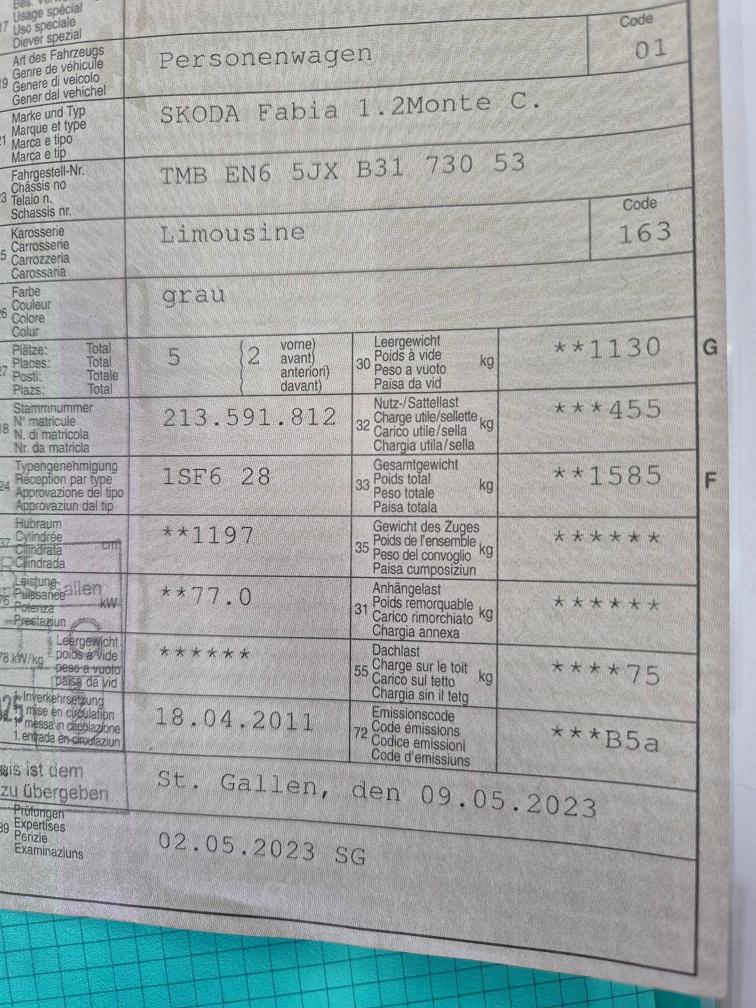 17 Usage spécial
Uso speciale
Diever spezial
19 Art des Fahrzeugs
Genre de véhicule
Genere di veicolo
Gener dal vehichel
Personenwagen
Code
01
21 Marke und Typ
Marque et type
Marca e tipo
Marca e tip
SKODA Fabia 1.2Monte C.
23 Fahrgestell-Nr.
Châssis no
Telaio n.
Schassis nr.
TMB EN6 5JX B31 730 53
25 Karosserie
Carrosserie
Carrozzeria
Carossaria
Limousine
Code
163
26 Farbe
Couleur
Colore
Colur
grau
27 Plätze: Total
Places: Total
Posti: Totale
Plazs: Total
5 (2 vorne)
avant)
anteriori)
davant)
30 Leergewicht
Poids à vide
Peso a vuoto
Paisa da vid
kg
**1130
G
18 Stammnummer
N° matricule
N. di matricola
Nr. da matricla
213.591.812
32 Nutz-/Sattellast
Charge utile/sellette
Carico utile/sella
Chargia utila/sella
kg
***455
24 Typengenehmigung
Réception par type
Approvazione del tipo
Approvaziun dal tip
1SF6 28
33 Gesamtgewicht
Poids total
Peso totale
Paisa totala
kg
**1585
F
37 Hubraum
Cylindrée
Cilindrata
Cilindrada
cm³
**1197
35 Gewicht des Zuges
Poids de l'ensemble
Peso del convoglio
Paisa cumposiziun
kg
******
76 Leistung
Puissance
Potenza
Prestaziun
kW
**77.0
31 Anhängelast
Poids remorquable
Carico rimorchiato
Chargia annexa
kg
******
78 kW/kg
Leergewicht
poids à vide
peso a vuoto
paisa da vid
******
55 Dachlast
Charge sur le toit
Carico sul tetto
Chargia sin il tetg
kg
****75
Inverkehrsetzung
mise en circulation
messa in circolazione
1. entrada en circulaziun
18.04.2011
72 Emissionscode
Code émissions
Codice emissioni
Code d'emissiuns
***B5a
ist dem
zu übergeben
St. Gallen, den 09.05.2023
39 Prüfungen
Expertises
Perizie
Examinaziuns
02.05.2023 SG